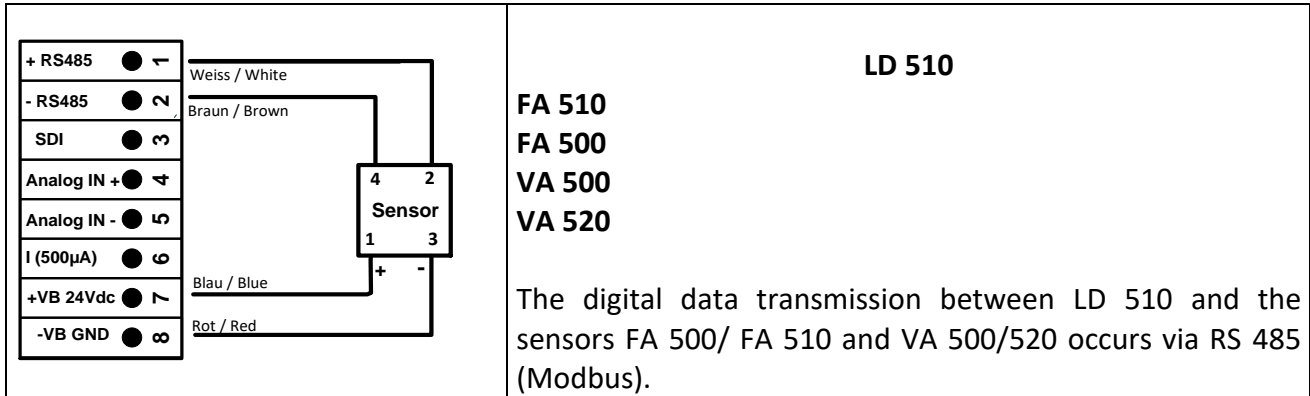 + RS485 1
- RS485 2
SDI 3
Analog IN + 4
Analog IN - 5
I (500µA) 6
+VB 24Vdc 7
-VB GND 8
Weiss / White
Braun / Brown
Blau / Blue
Rot / Red
4 2
Sensor
1 3
+ -
LD 510
FA 510
FA 500
VA 500
VA 520
The digital data transmission between LD 510 and the
sensors FA 500/ FA 510 and VA 500/520 occurs via RS 485
(Modbus).